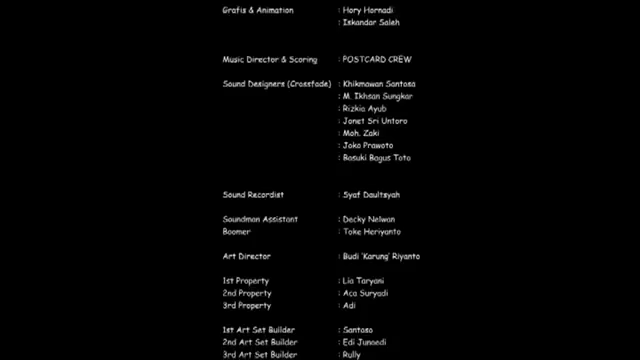 Grafis & Animation : Hory Hornadi
: Iskandar Saleh
Music Director & Scoring : POSTCARD CREW
Sound Designers (Crossfade) : Khikmawan Santosa
: M. Ikhsan Sungkar
: Rizkia Ayub
: Jonet Sri Untoro
: Moh. Zaki
: Joko Prawoto
: Basuki Bagus Toto
Sound Recordist : Syaf Daultsyah
Soundman Assistant : Decky Nelwan
Boomer : Toke Heriyanto
Art Director : Budi 'Karung' Riyanto
1st Property : Lia Taryani
2nd Property : Aca Suryadi
3rd Property : Adi
1st Art Set Builder : Santoso
2nd Art Set Builder : Edi Junaedi
3rd Art Set Builder : Rully